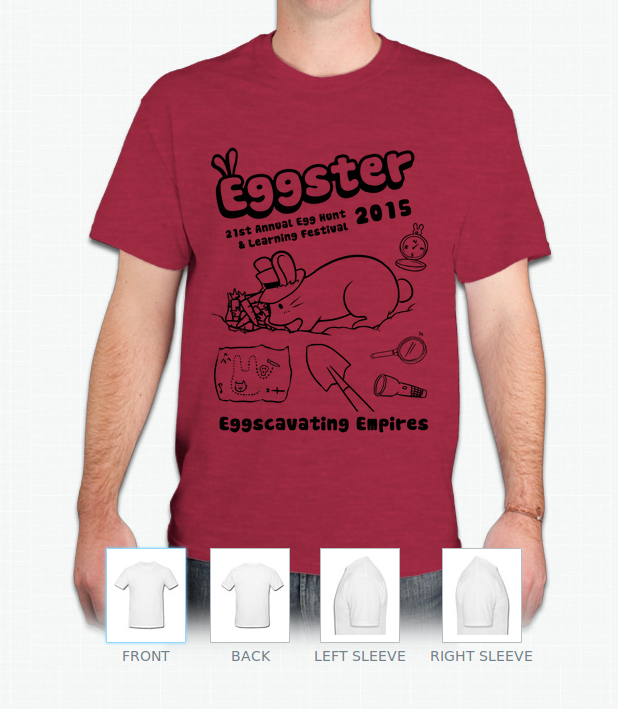 Eggster
21st Annual Egg Hunt
& Learning Festival
2015
Eggscavating Empires
FRONT
BACK
LEFT SLEEVE
RIGHT SLEEVE